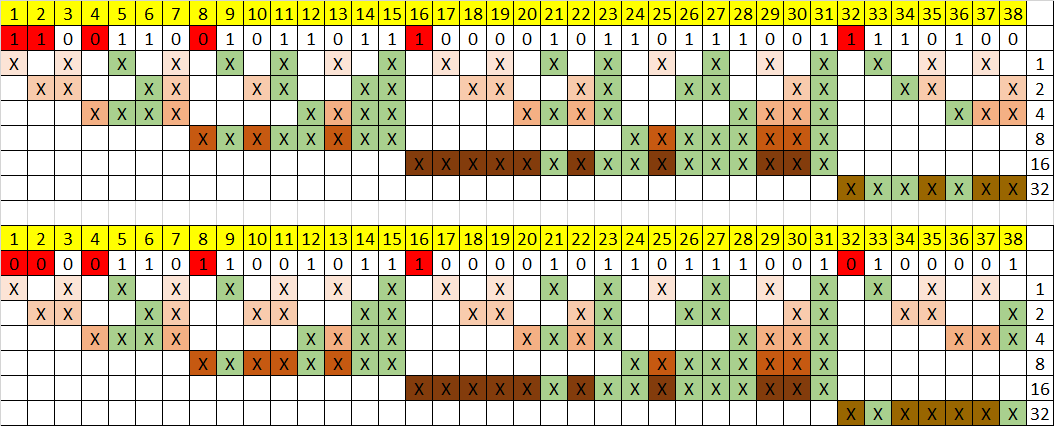 1 2 3 4 5 6 7 8 9 10 11 12 13 14 15 16 17 18 19 20 21 22 23 24 25 26 27 28 29 30 31 32 33 34 35 36 37 38
1 1 0 0 1 1 0 0 1 0 1 1 0 1 1 1 0 0 0 0 1 0 1 1 0 1 1 1 0 0 1 1 1 1 0 1 0 0
X X X X X X X X X X X X X X X X X X X 1
X X X X X X X X X X X X X X X X X X X 2
X X X X X X X X X X X X X X X X X X X 4
X X X X X X X X X X X X X X X X 8
X X X X X X X X X X X X X X X X 16
X X X X X X X 32
1 2 3 4 5 6 7 8 9 10 11 12 13 14 15 16 17 18 19 20 21 22 23 24 25 26 27 28 29 30 31 32 33 34 35 36 37 38
0 0 0 0 1 1 0 1 1 0 0 1 0 1 1 1 0 0 0 0 1 0 1 1 0 1 1 1 0 0 1 0 1 0 0 0 0 1
X X X X X X X X X X X X X X X X X X X 1
X X X X X X X X X X X X X X X X X X X 2
X X X X X X X X X X X X X X X X X X X 4
X X X X X X X X X X X X X X X X 8
X X X X X X X X X X X X X X X X 16
X X X X X X X 32